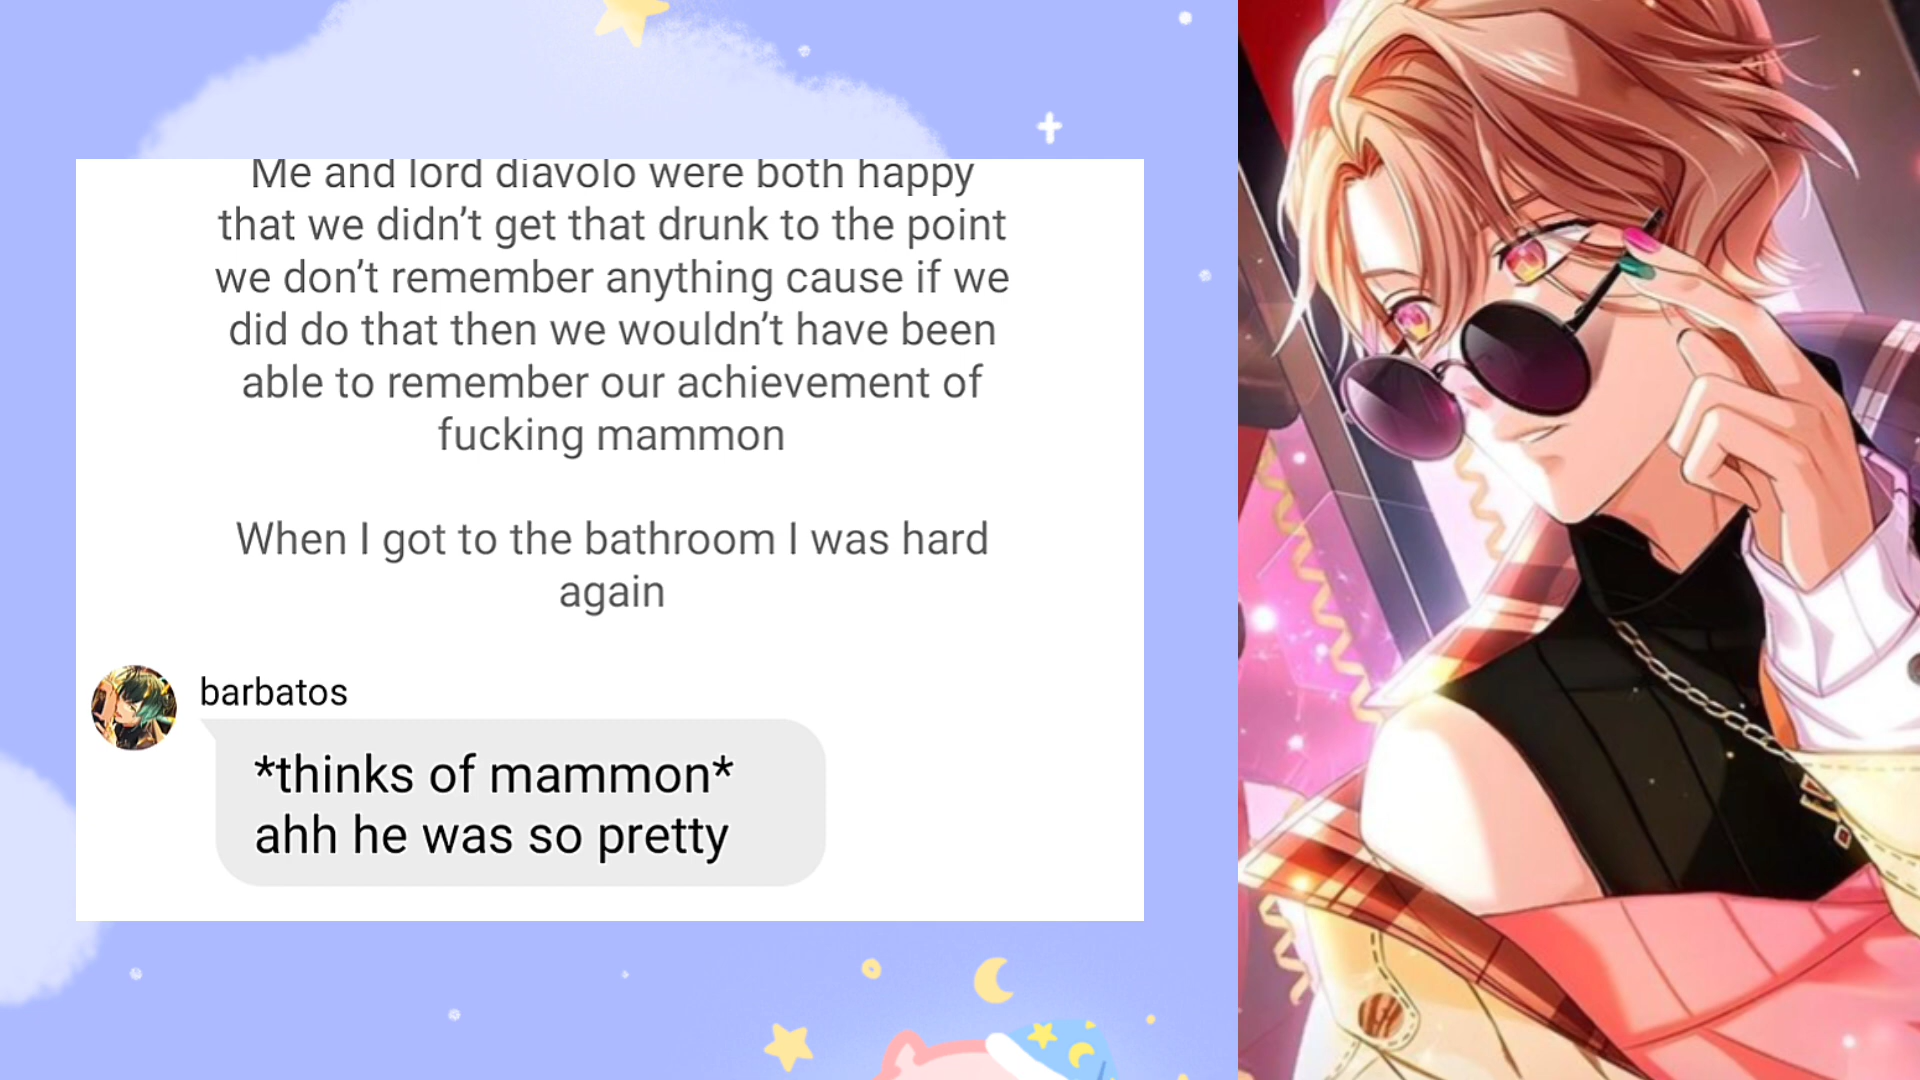 Me and lord diavolo were both happy
that we didn’t get that drunk to the point
we don’t remember anything cause if we
did do that then we wouldn’t have been
able to remember our achievement of
fucking mammon
When I got to the bathroom I was hard
again
barbatos
*thinks of mammon*
ahh he was so pretty